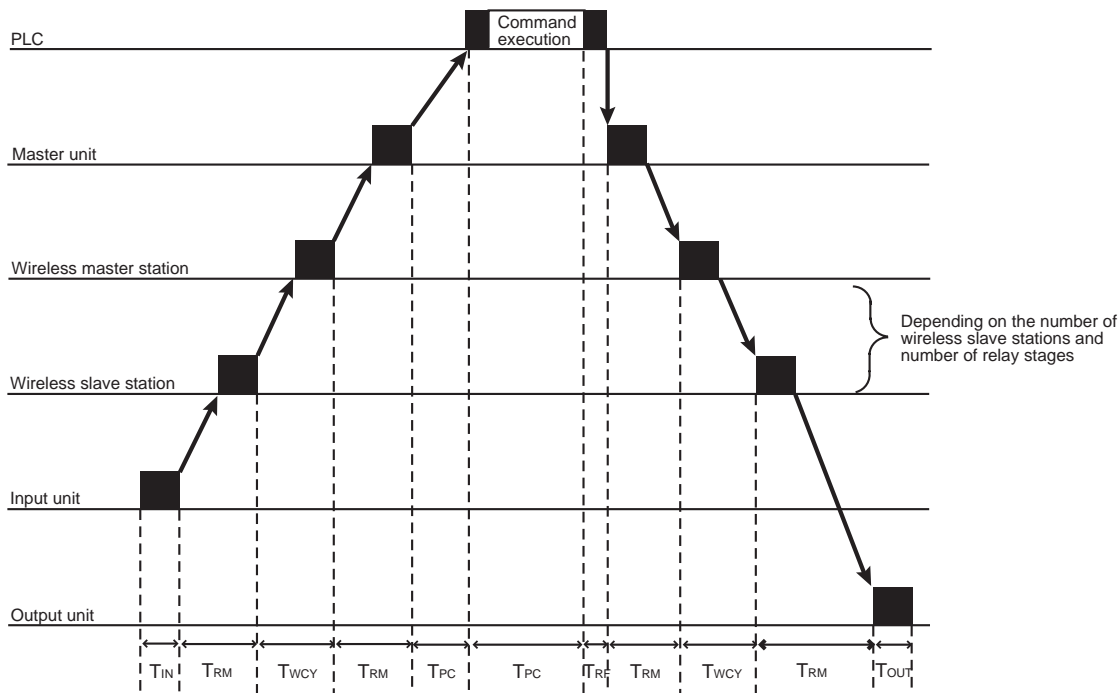 PLC
Command
execution
Master unit
Wireless master station
Depending on the number of
wireless slave stations and
number of relay stages
Wireless slave station
Input unit
Output unit
TIN TRM TWCY TRM TPC TPC TRF TRM TWCY TRM TOUT